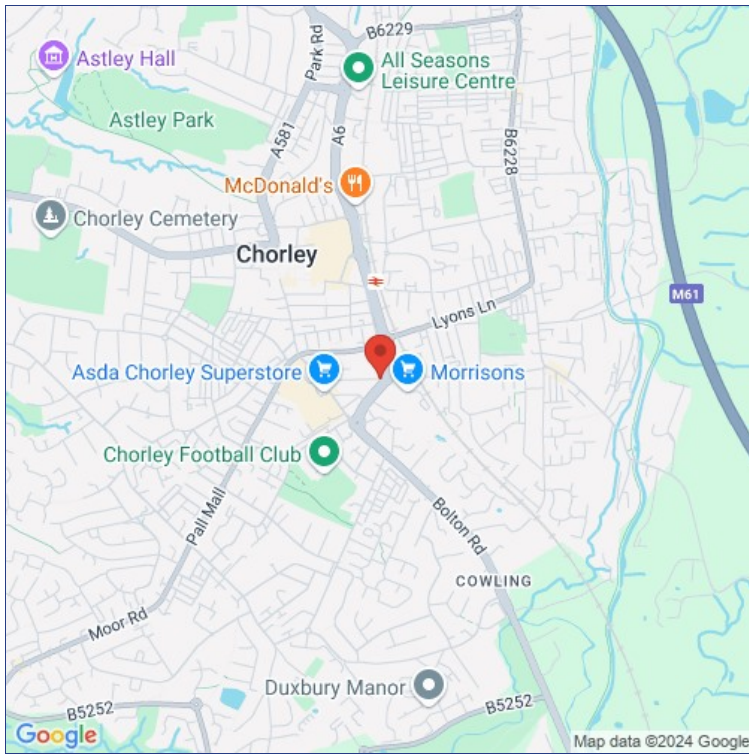 B6229
Park Rd
Astley Hall
All Seasons
Leisure Centre
Astley Park
A581
A6
B6228
McDonald's
Chorley Cemetery
Chorley
M61
Lyons Ln
Asda Chorley Superstore
Morrisons
Chorley Football Club
Pall Mall
Bolton Rd
COWLING
Moor Rd
Duxbury Manor
B5252
B5252
Google
Map data ©2024 Google